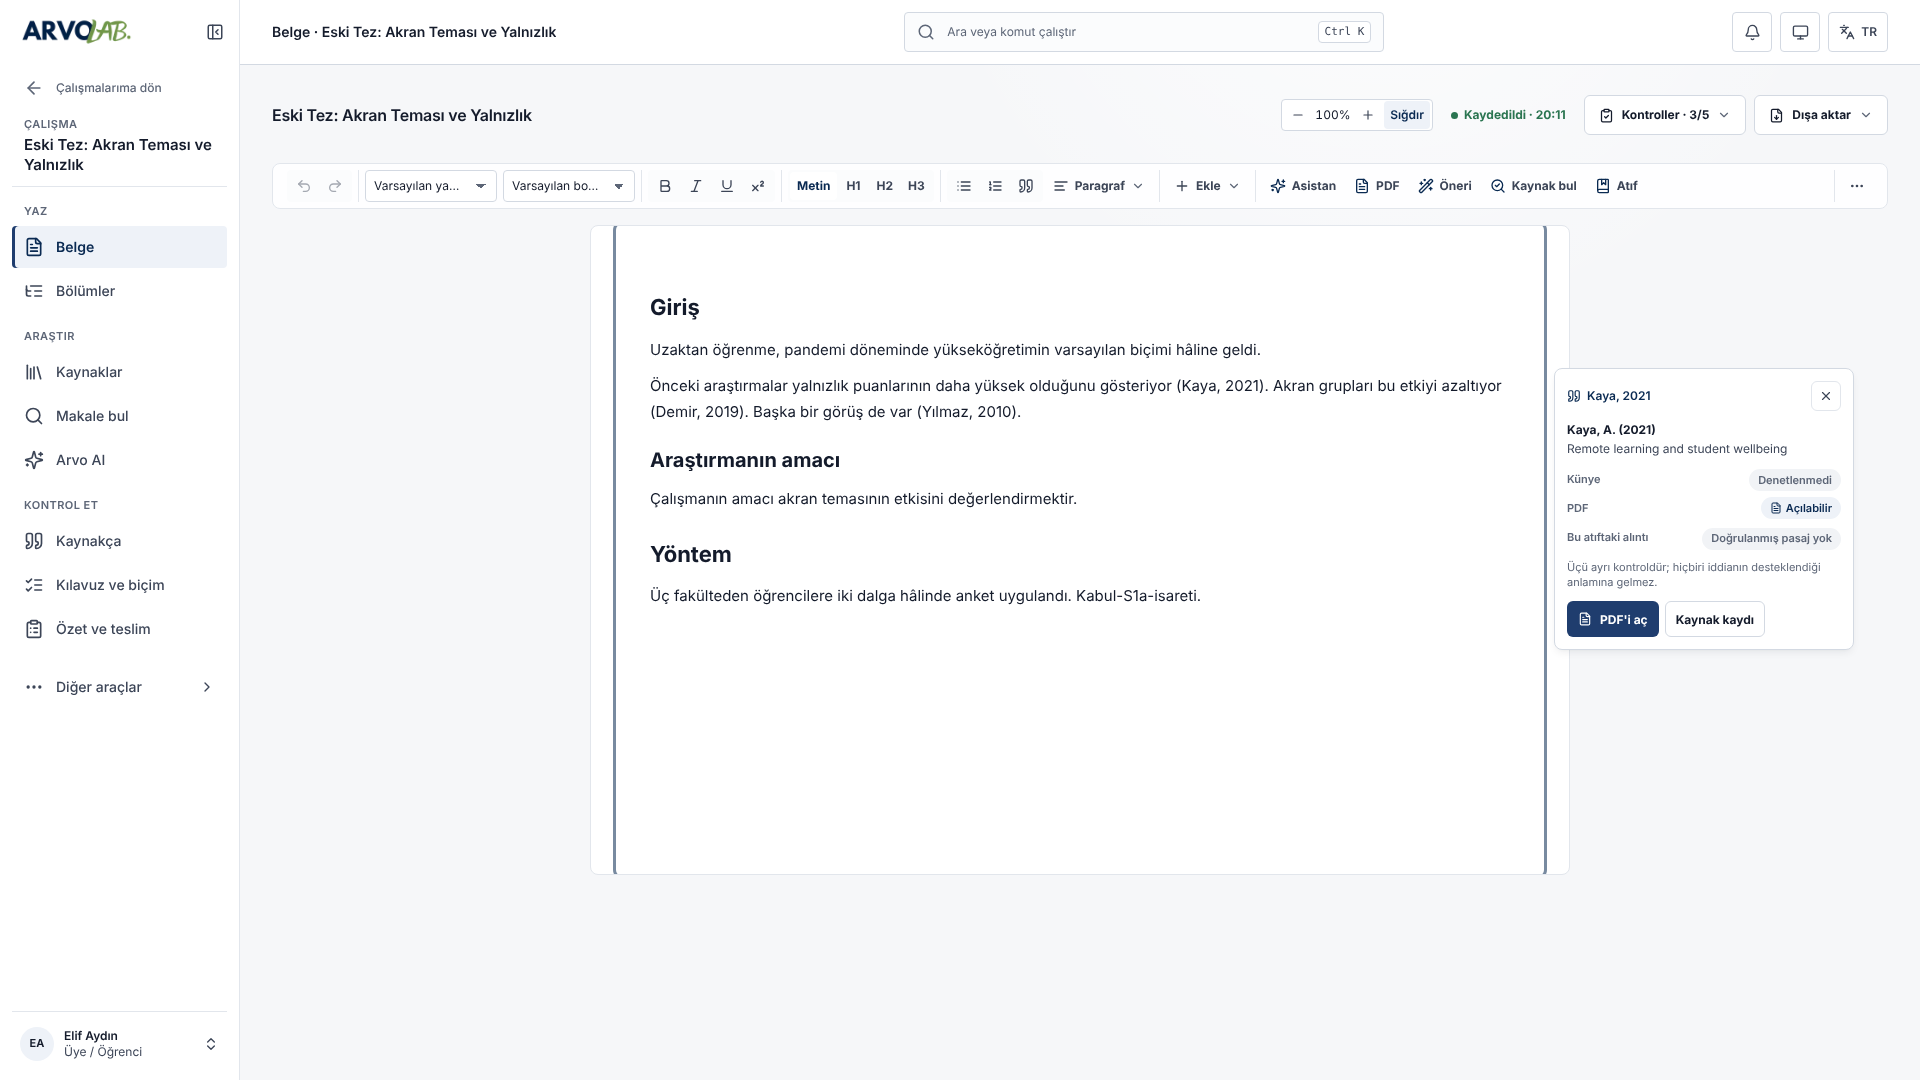 ARVOLAB.
Çalışmalarıma dön
ÇALIŞMA
Eski Tez: Akran Teması ve
Yalnızlık
YAZ
Belge
Bölümler
ARAŞTIR
Kaynaklar
Makale bul
Arvo AI
KONTROL ET
Kaynakça
Kılavuz ve biçim
Özet ve teslim
Diğer araçlar
EA
Elif Aydın
Üye / Öğrenci
Belge · Eski Tez: Akran Teması ve Yalnızlık
Ara veya komut çalıştır
Ctrl K
TR
Eski Tez: Akran Teması ve Yalnızlık
100%
Sığdır
Kaydedildi · 20:11
Kontroller · 3/5
Dışa aktar
Varsayılan ya...
Varsayılan bo...
B I U x²
Metin H1 H2 H3
Paragraf
Ekle
Asistan
PDF
Öneri
Kaynak bul
Atıf
Giriş
Uzaktan öğrenme, pandemi döneminde yükseköğretimin varsayılan biçimi hâline geldi.
Önceki araştırmalar yalnızlık puanlarının daha yüksek olduğunu gösteriyor (Kaya, 2021). Akran grupları bu etkiyi azaltıyor
(Demir, 2019). Başka bir görüş de var (Yılmaz, 2010).
Araştırmanın amacı
Çalışmanın amacı akran temasının etkisini değerlendirmektir.
Yöntem
Üç fakülteden öğrencilere iki dalga hâlinde anket uygulandı. Kabul-S1a-isareti.
Kaya, 2021
Kaya, A. (2021)
Remote learning and student wellbeing
Künye
Denetlenmedi
PDF
Açılabilir
Bu atıftaki alıntı
Doğrulanmış pasaj yok
Üçü ayrı kontroldür; hiçbiri iddianın desteklendiği
anlamına gelmez.
PDF'i aç
Kaynak kaydı